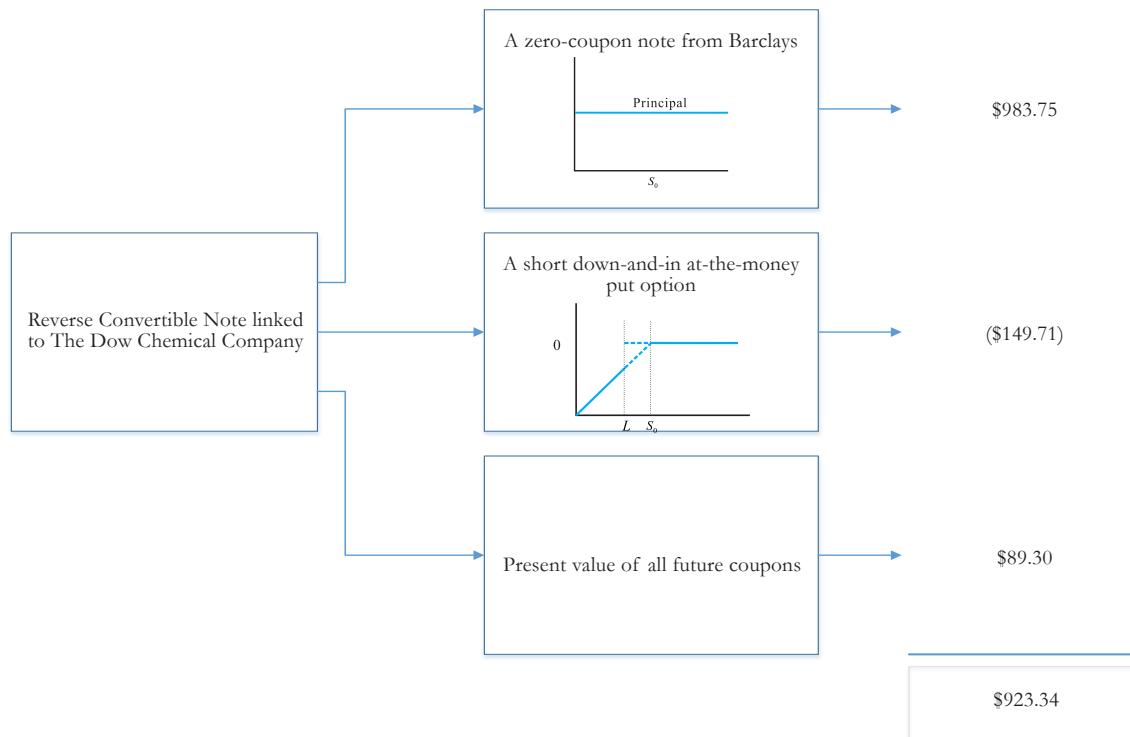 A zero-coupon note from Barclays
Principal
S₀
$983.75
Reverse Convertible Note linked
to The Dow Chemical Company
A short down-and-in at-the-money
put option
0
L S₀
($149.71)
Present value of all future coupons
$89.30
$923.34